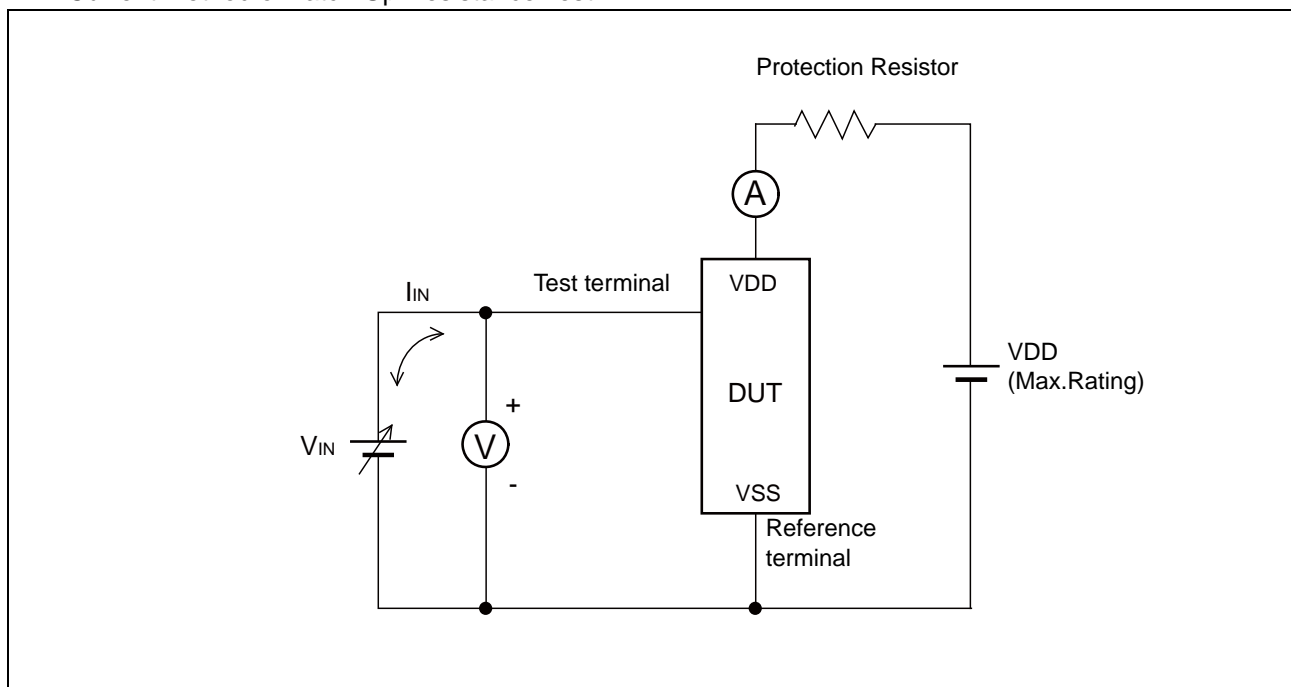 Protection Resistor
A
Test terminal
VDD
IIN
VDD
(Max.Rating)
DUT
+
VIN
V
-
VSS
Reference
terminal